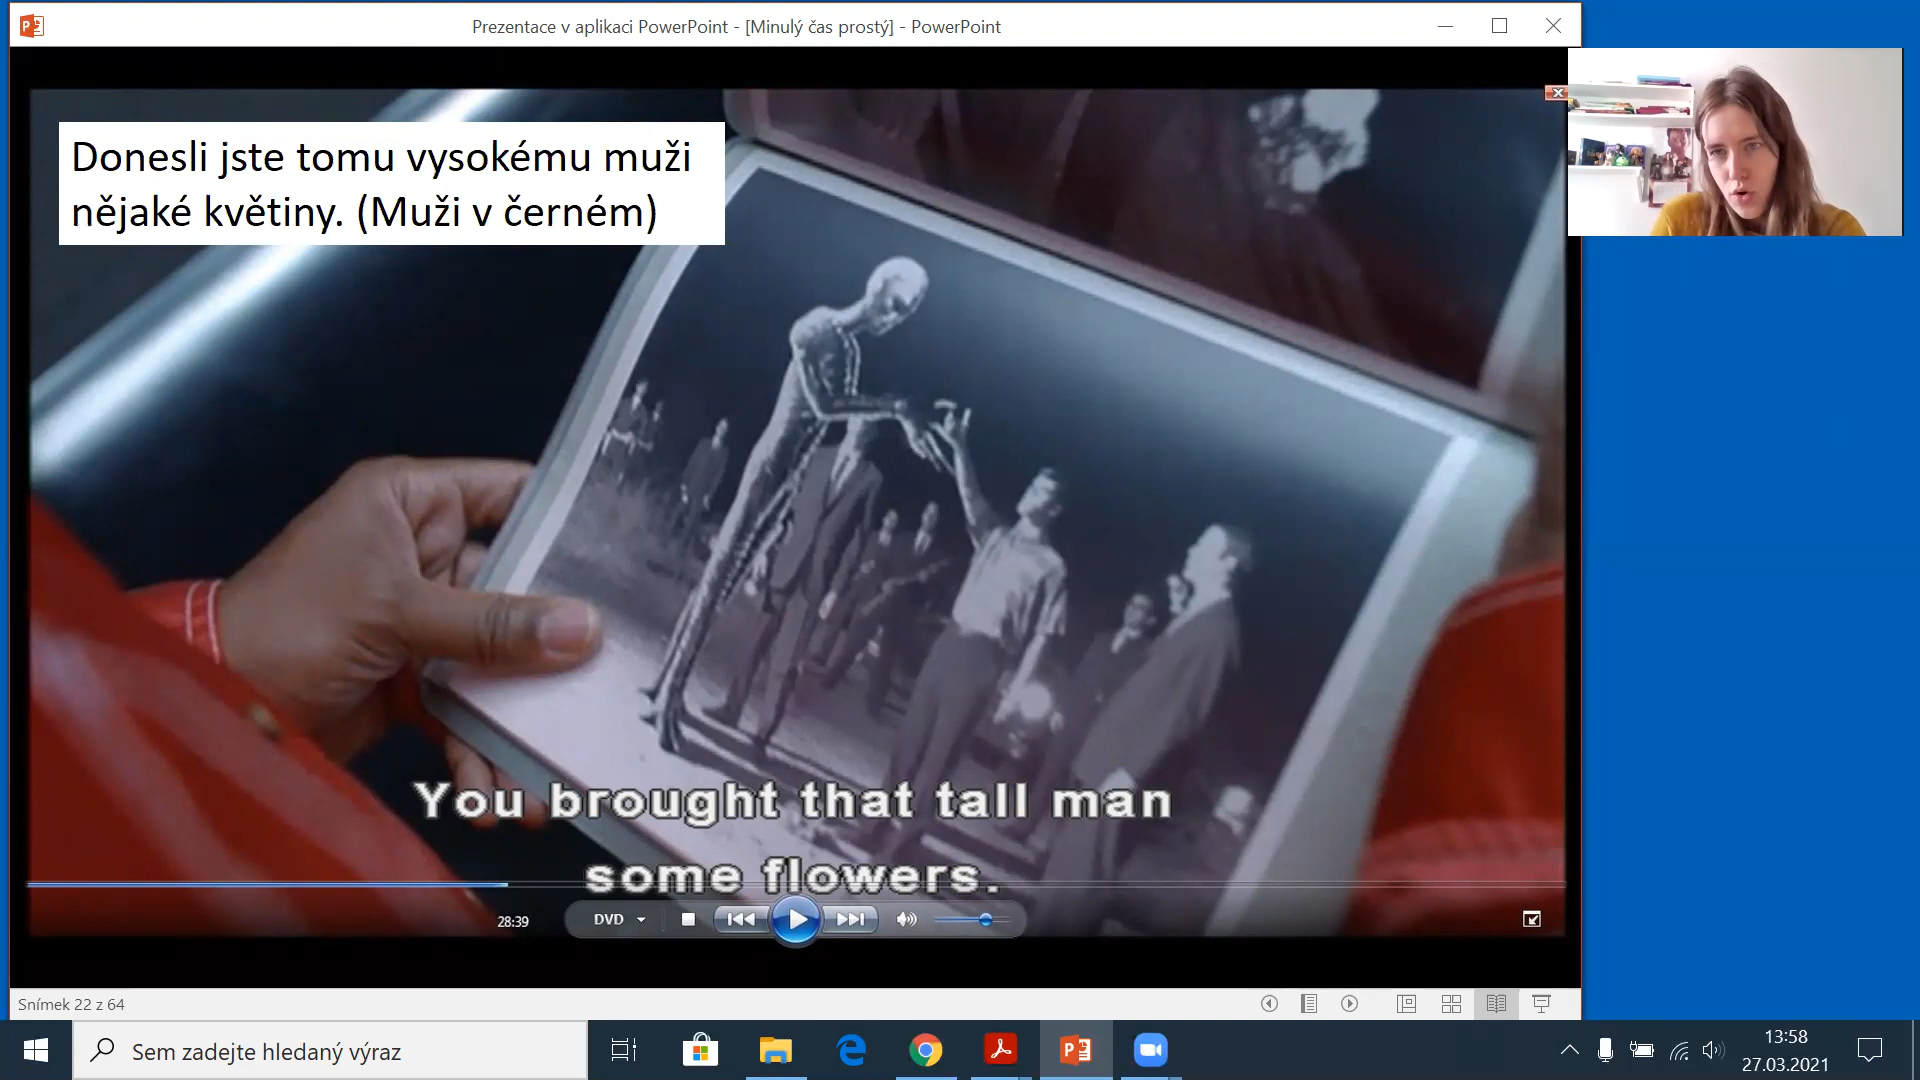 Prezentace v aplikaci PowerPoint - [Minulý čas prostý] - PowerPoint
Donesli jste tomu vysokému muži
nějaké květiny. (Muži v černém)
You brought that tall man
some flowers.
28:39
DVD
Snímek 22 z 64
Sem zadejte hledaný výraz
13:58
27.03.2021